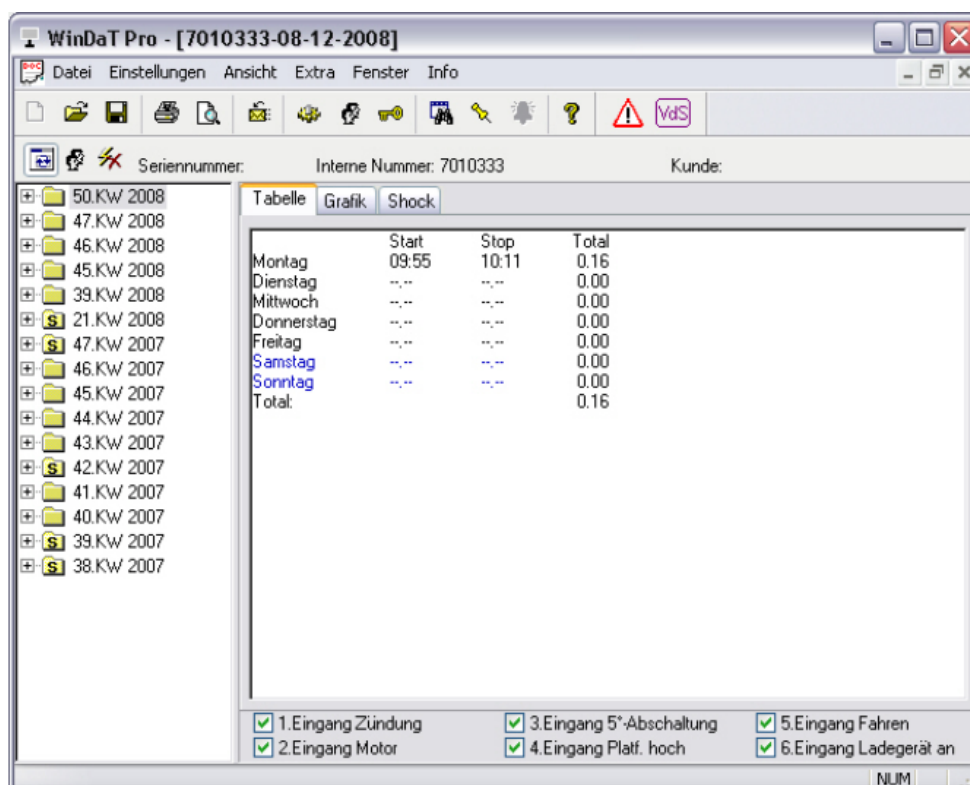 WinDaT Pro - [7010333-08-12-2008]
Datei Einstellungen Ansicht Extra Fenster Info
VdS
Seriennummer: Interne Nummer: 7010333 Kunde:
50.KW 2008
47.KW 2008
46.KW 2008
45.KW 2008
39.KW 2008
S 21.KW 2008
S 47.KW 2007
46.KW 2007
45.KW 2007
44.KW 2007
43.KW 2007
S 42.KW 2007
41.KW 2007
40.KW 2007
S 39.KW 2007
S 38.KW 2007
Tabelle Grafik Shock
Start Stop Total
Montag 09:55 10:11 0.16
Dienstag --.-- --.-- 0.00
Mittwoch --.-- --.-- 0.00
Donnerstag --.-- --.-- 0.00
Freitag --.-- --.-- 0.00
Samstag --.-- --.-- 0.00
Sonntag --.-- --.-- 0.00
Total: 0.16
1.Eingang Zündung 3.Eingang 5°-Abschaltung 5.Eingang Fahren
2.Eingang Motor 4.Eingang Platf. hoch 6.Eingang Ladegerät an
NUM